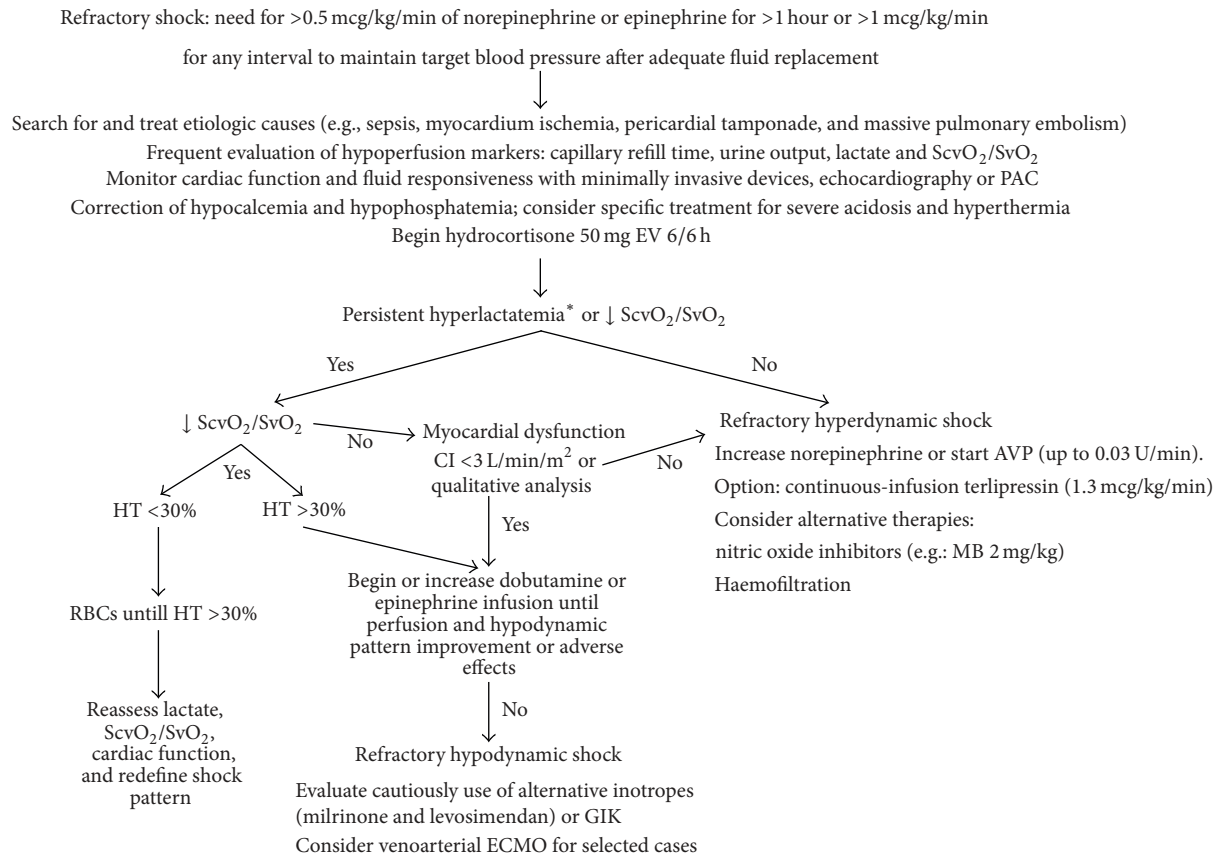 Refractory shock: need for >0.5 mcg/kg/min of norepinephrine or epinephrine for >1 hour or >1 mcg/kg/min
for any interval to maintain target blood pressure after adequate fluid replacement
Search for and treat etiologic causes (e.g., sepsis, myocardium ischemia, pericardial tamponade, and massive pulmonary embolism)
Frequent evaluation of hypoperfusion markers: capillary refill time, urine output, lactate and ScvO₂/SvO₂
Monitor cardiac function and fluid responsiveness with minimally invasive devices, echocardiography or PAC
Correction of hypocalcemia and hypophosphatemia; consider specific treatment for severe acidosis and hyperthermia
Begin hydrocortisone 50 mg EV 6/6 h
Persistent hyperlactatemia* or ↓ ScvO₂/SvO₂
Yes
No
↓ ScvO₂/SvO₂
No
Yes
HT <30%
HT >30%
RBCs untill HT >30%
Reassess lactate,
ScvO₂/SvO₂,
cardiac function,
and redefine shock
pattern
Myocardial dysfunction
CI <3 L/min/m² or
qualitative analysis
No
Yes
Begin or increase dobutamine or
epinephrine infusion until
perfusion and hypodynamic
pattern improvement or adverse
effects
No
Refractory hypodynamic shock
Evaluate cautiously use of alternative inotropes
(milrinone and levosimendan) or GIK
Consider venoarterial ECMO for selected cases
Refractory hyperdynamic shock
Increase norepinephrine or start AVP (up to 0.03 U/min).
Option: continuous-infusion terlipressin (1.3 mcg/kg/min)
Consider alternative therapies:
nitric oxide inhibitors (e.g.: MB 2 mg/kg)
Haemofiltration